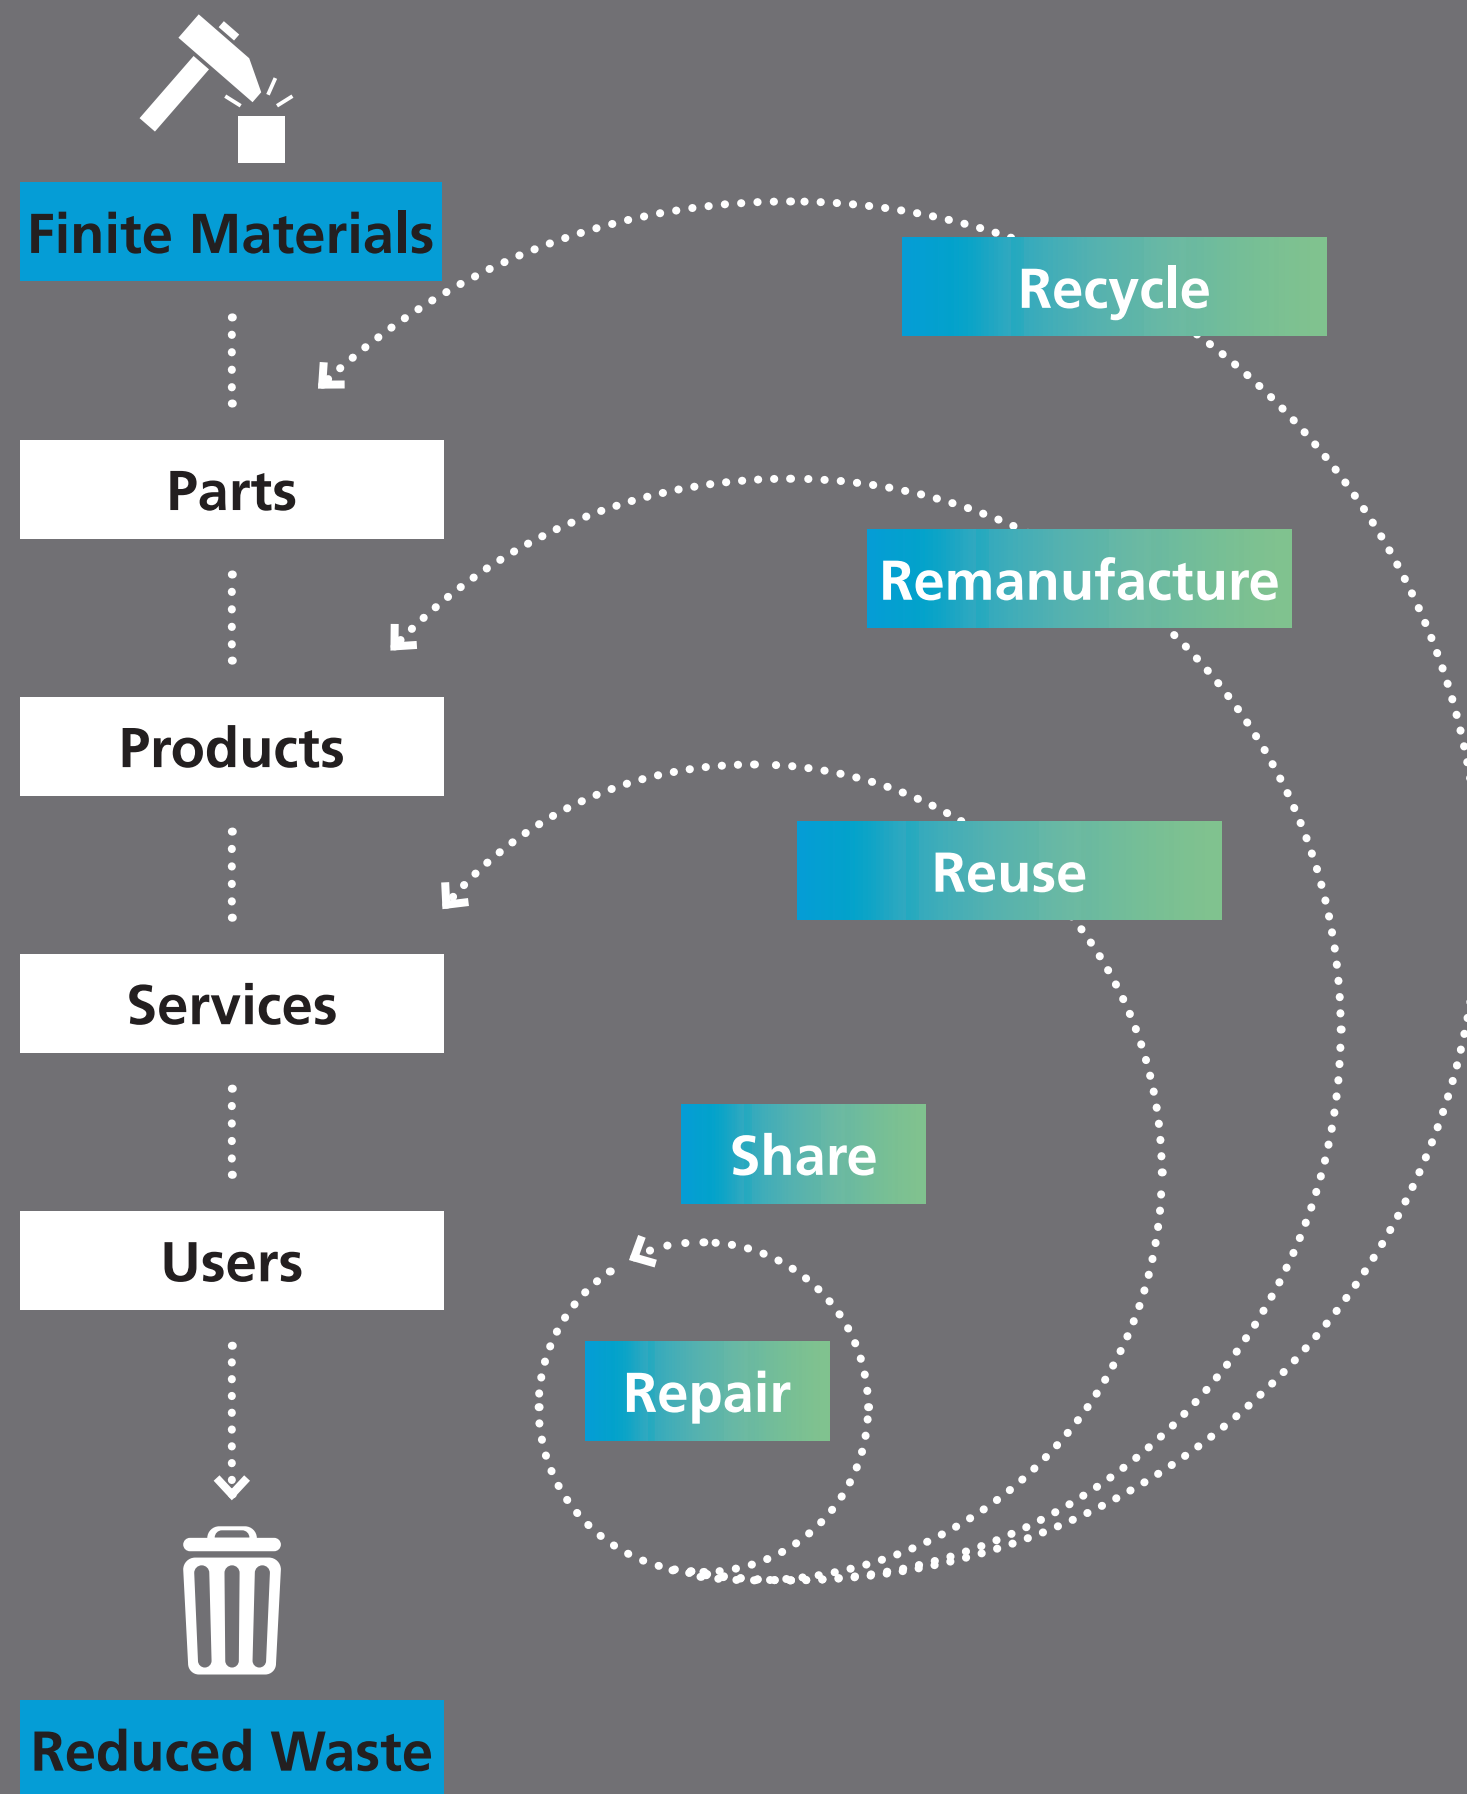 Finite Materials
Recycle
Parts
Remanufacture
Products
Reuse
Services
Share
Users
Repair
Reduced Waste